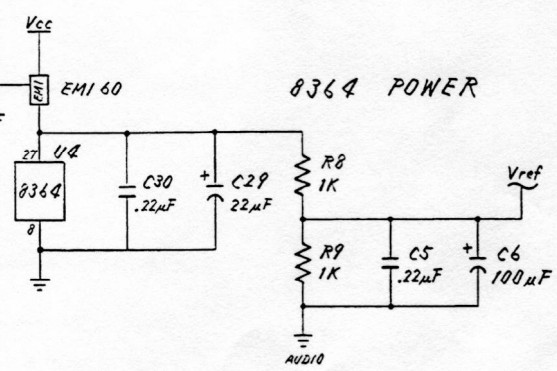 Vcc
EMI
EMI 60
8364 POWER
27
U4
8364
8
C30
.22µF
+
C29
22µF
R8
1K
Vref
R9
1K
C5
.22µF
+
C6
100µF
AUDIO